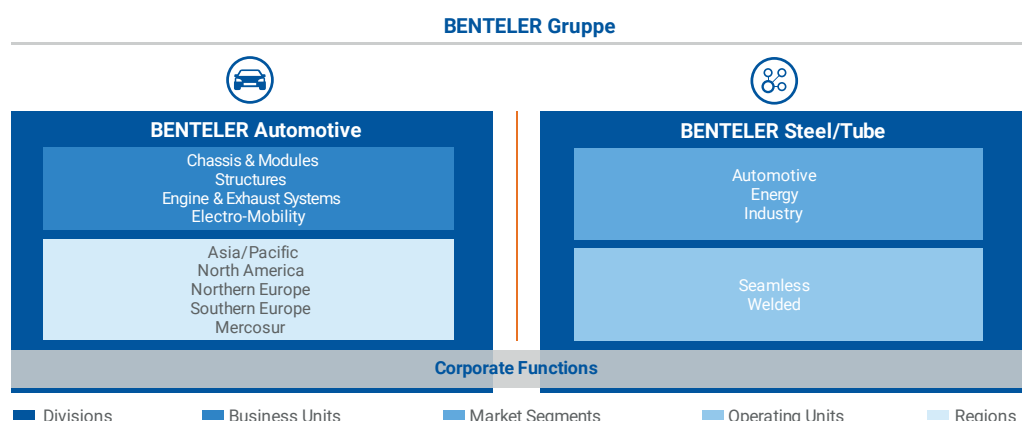 BENTELER Gruppe
BENTELER Automotive
Chassis & Modules
Structures
Engine & Exhaust Systems
Electro-Mobility
Asia/Pacific
North America
Northern Europe
Southern Europe
Mercosur
BENTELER Steel/Tube
Automotive
Energy
Industry
Seamless
Welded
Corporate Functions
Divisions
Business Units
Market Segments
Operating Units
Regions